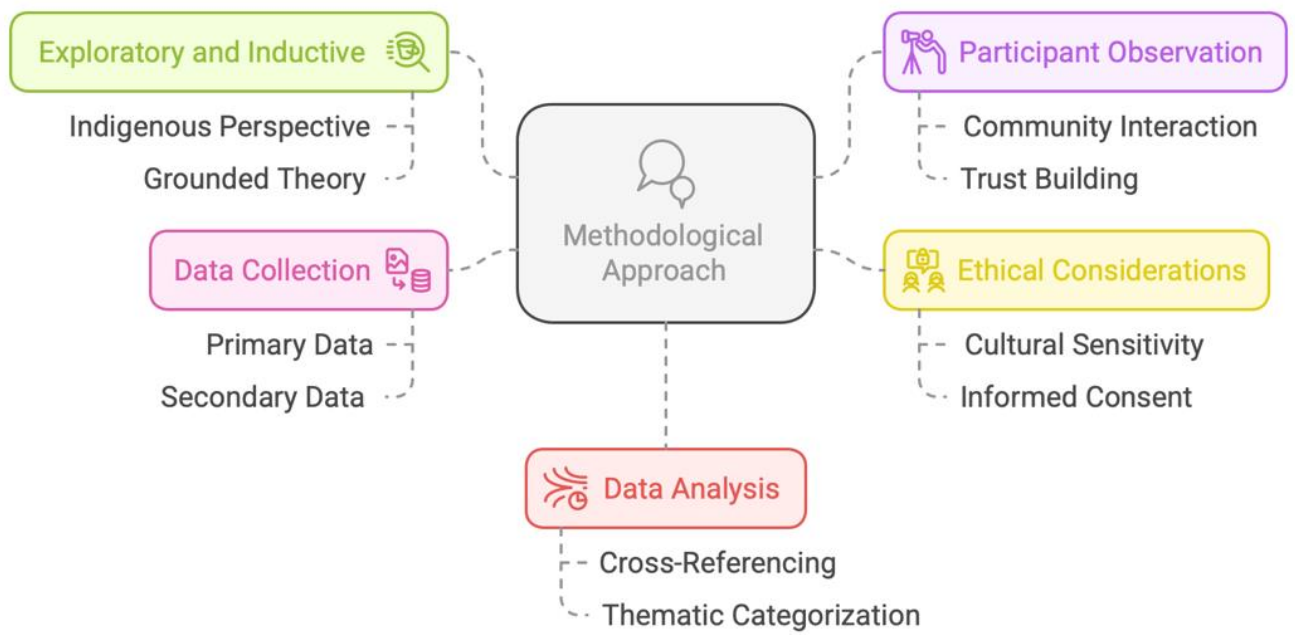 Exploratory and Inductive
Indigenous Perspective
Grounded Theory
Data Collection
Primary Data
Secondary Data
Methodological
Approach
Participant Observation
Community Interaction
Trust Building
Ethical Considerations
Cultural Sensitivity
Informed Consent
Data Analysis
Cross-Referencing
Thematic Categorization